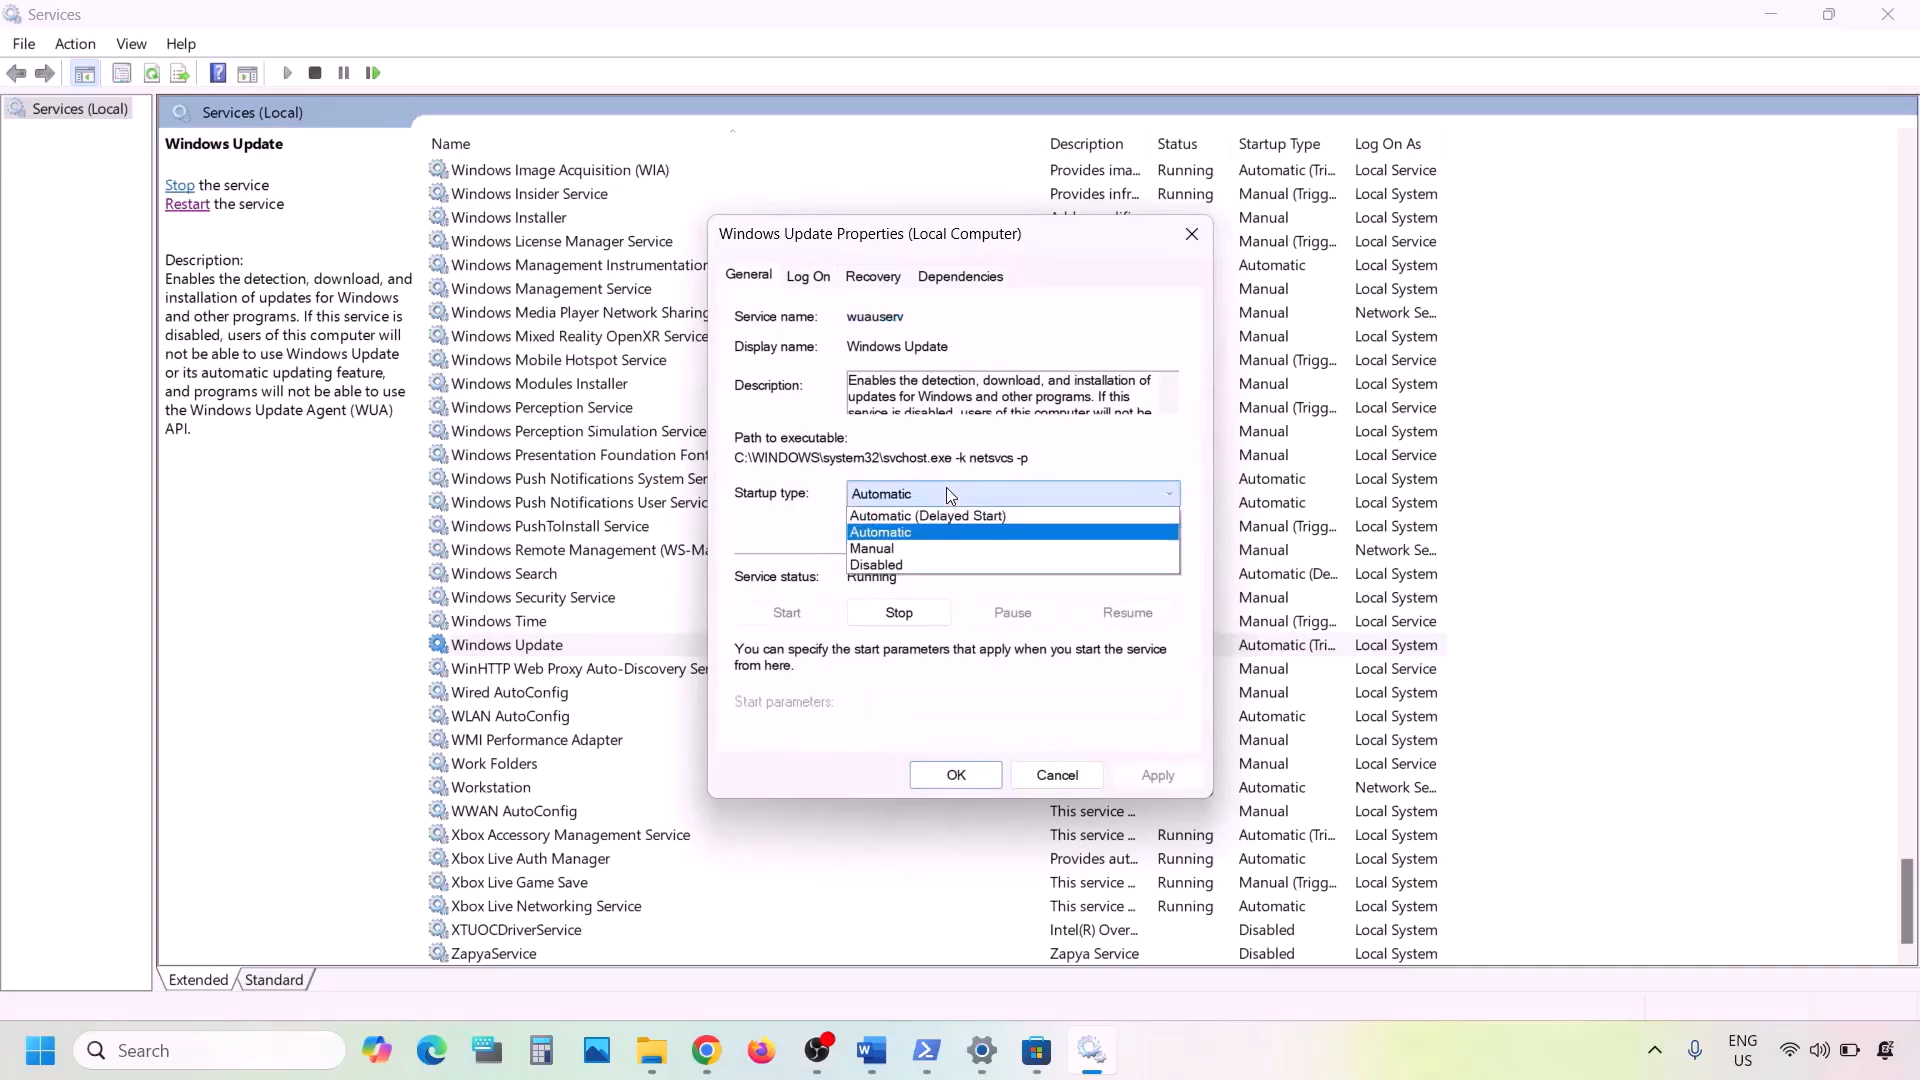 Services
File Action View Help
Services (Local)
Services (Local)
Windows Update
Stop the service
Restart the service
Description:
Enables the detection, download, and
installation of updates for Windows
and other programs. If this service is
disabled, users of this computer will
not be able to use Windows Update
or its automatic updating feature,
and programs will not be able to use
the Windows Update Agent (WUA)
API.
Name Description Status Startup Type Log On As
Windows Image Acquisition (WIA) Provides ima... Running Automatic (Tri... Local Service
Windows Insider Service Provides infr... Running Manual (Trigg... Local System
Windows Installer Manual Local System
Windows License Manager Service Manual (Trigg... Local Service
Windows Management Instrumentation Automatic Local System
Windows Management Service Manual Local System
Windows Media Player Network Sharing Manual Network Se...
Windows Mixed Reality OpenXR Service Manual Local System
Windows Mobile Hotspot Service Manual (Trigg... Local Service
Windows Modules Installer Manual Local System
Windows Perception Service Manual (Trigg... Local Service
Windows Perception Simulation Service Manual Local System
Windows Presentation Foundation Font Manual Local Service
Windows Push Notifications System Ser Automatic Local System
Windows Push Notifications User Servic Automatic Local System
Windows PushToInstall Service Manual (Trigg... Local System
Windows Remote Management (WS-Ma Manual Network Se...
Windows Search Automatic (De... Local System
Windows Security Service Manual Local System
Windows Time Manual (Trigg... Local Service
Windows Update Automatic (Tri... Local System
WinHTTP Web Proxy Auto-Discovery Ser Manual Local Service
Wired AutoConfig Manual Local System
WLAN AutoConfig Automatic Local System
WMI Performance Adapter Manual Local System
Work Folders Manual Local Service
Workstation Automatic Network Se...
WWAN AutoConfig This service ... Manual Local System
Xbox Accessory Management Service This service ... Running Automatic (Tri... Local System
Xbox Live Auth Manager Provides aut... Running Automatic Local System
Xbox Live Game Save This service ... Running Manual (Trigg... Local System
Xbox Live Networking Service This service ... Running Automatic Local System
XTUOCDriverService Intel(R) Over... Disabled Local System
ZapyaService Zapya Service Disabled Local System
Windows Update Properties (Local Computer)
General Log On Recovery Dependencies
Service name: wuauserv
Display name: Windows Update
Description: Enables the detection, download, and installation of
updates for Windows and other programs. If this
service is disabled, users of this computer will not be
Path to executable:
C:\WINDOWS\system32\svchost.exe -k netsvcs -p
Startup type: Automatic
Automatic (Delayed Start)
Automatic
Manual
Disabled
Service status: Running
Start Stop Pause Resume
You can specify the start parameters that apply when you start the service
from here.
Start parameters:
OK Cancel Apply
Extended Standard
Search
ENG
US